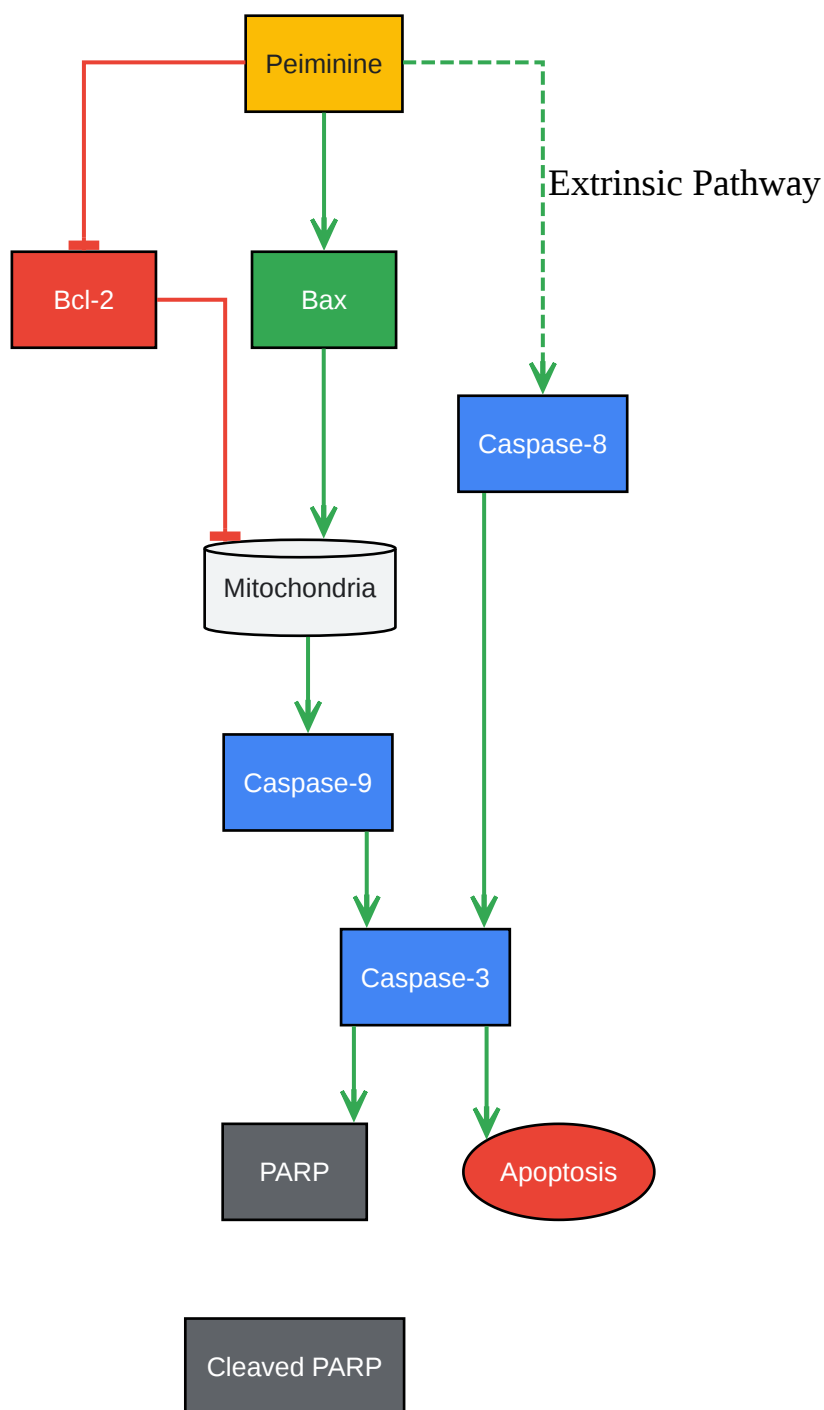 Peiminine
Extrinsic Pathway
Bcl-2
Bax
Caspase-8
Mitochondria
Caspase-9
Caspase-3
PARP
Apoptosis
Cleaved PARP